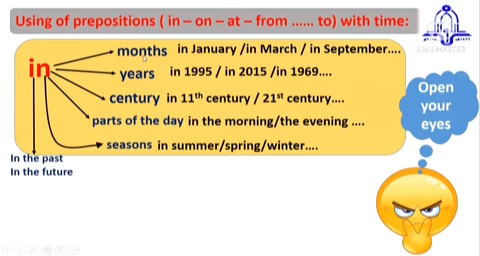 Using of prepositions ( in – on – at – from ...... to) with time:
in
months in January /in March / in September....
years in 1995 / in 2015 /in 1969....
century in 11th century / 21st century....
parts of the day in the morning/the evening ....
seasons in summer/spring/winter....
In the past
In the future
Open
your
eyes